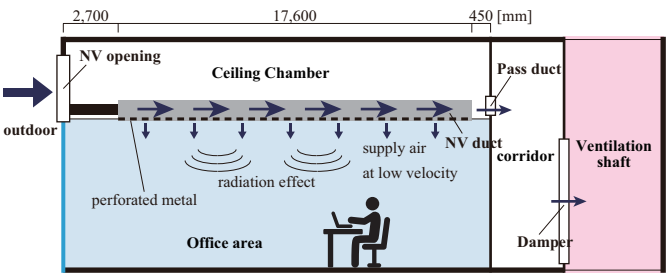 2,700 17,600 450 [mm]
NV opening
Ceiling Chamber
Pass duct
outdoor
NV duct
supply air
at low velocity
corridor
Ventilation
shaft
radiation effect
perforated metal
Office area
Damper